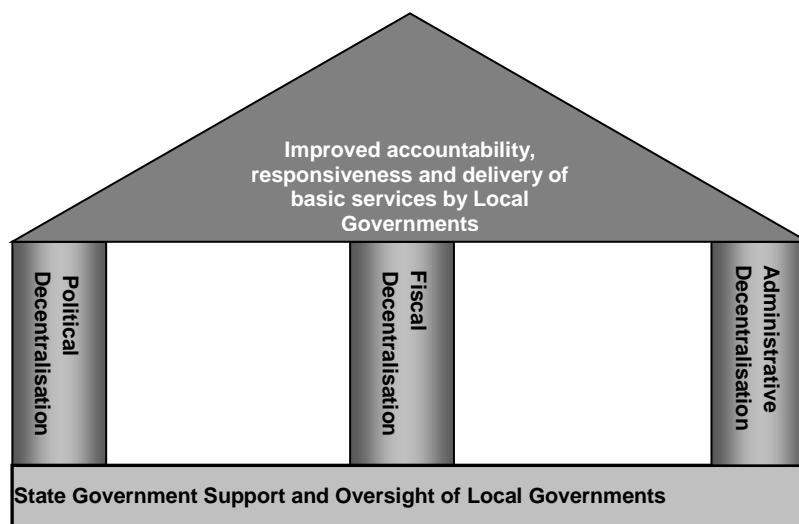 Improved accountability,
responsiveness and delivery of
basic services by Local
Governments
Political
Decentralisation
Fiscal
Decentralisation
Administrative
Decentralisation
State Government Support and Oversight of Local Governments